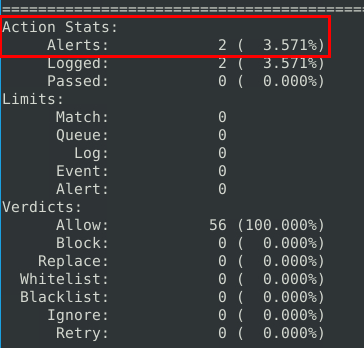 ========================================
Action Stats:
Alerts: 2 ( 3.571%)
Logged: 2 ( 3.571%)
Passed: 0 ( 0.000%)
Limits:
Match: 0
Queue: 0
Log: 0
Event: 0
Alert: 0
Verdicts:
Allow: 56 (100.000%)
Block: 0 ( 0.000%)
Replace: 0 ( 0.000%)
Whitelist: 0 ( 0.000%)
Blacklist: 0 ( 0.000%)
Ignore: 0 ( 0.000%)
Retry: 0 ( 0.000%)